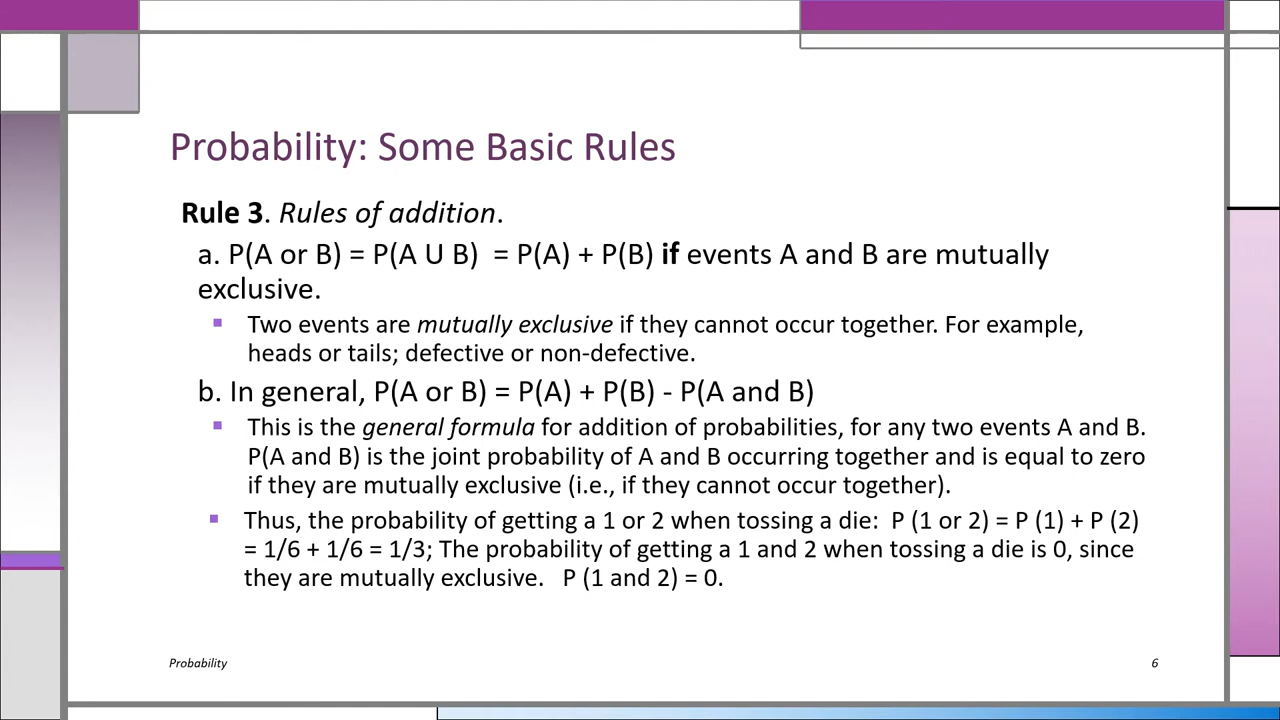 Probability: Some Basic Rules
Rule 3. Rules of addition.
a. P(A or B) = P(A U B)  = P(A) + P(B) if events A and B are mutually
exclusive.
▪ Two events are mutually exclusive if they cannot occur together. For example,
heads or tails; defective or non-defective.
b. In general, P(A or B) = P(A) + P(B) - P(A and B)
▪ This is the general formula for addition of probabilities, for any two events A and B.
P(A and B) is the joint probability of A and B occurring together and is equal to zero
if they are mutually exclusive (i.e., if they cannot occur together).
▪ Thus, the probability of getting a 1 or 2 when tossing a die:  P (1 or 2) = P (1) + P (2)
= 1/6 + 1/6 = 1/3; The probability of getting a 1 and 2 when tossing a die is 0, since
they are mutually exclusive.   P (1 and 2) = 0.
Probability
6